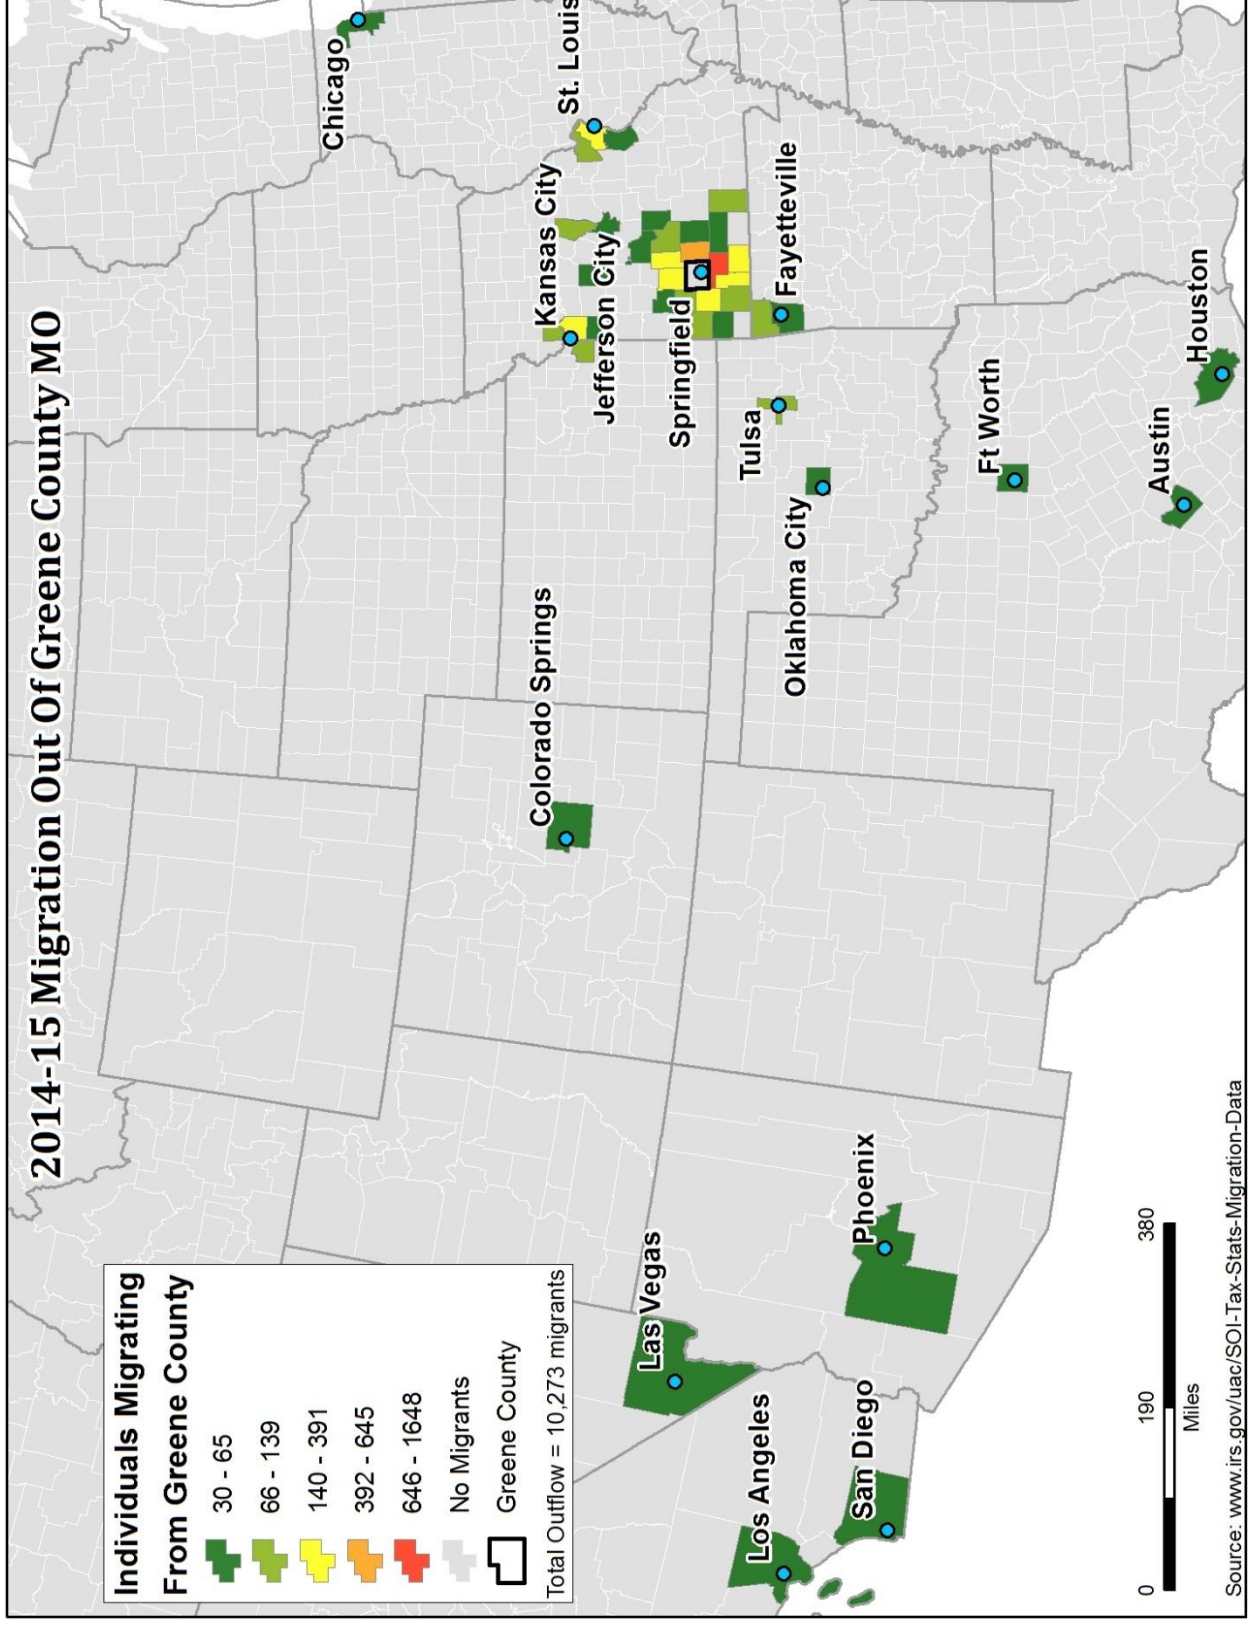 2014-15 Migration Out Of Greene County MO
Individuals Migrating
From Greene County
30 - 65
66 - 139
140 - 391
392 - 645
646 - 1648
No Migrants
Greene County
Total Outflow = 10,273 migrants
Chicago
St. Louis
Kansas City
Jefferson City
Colorado Springs
Springfield
Fayetteville
Tulsa
Oklahoma City
Las Vegas
Los Angeles
Phoenix
San Diego
Ft Worth
Austin
Houston
0 190 380
Miles
Source: www.irs.gov/uac/SOI-Tax-Stats-Migration-Data